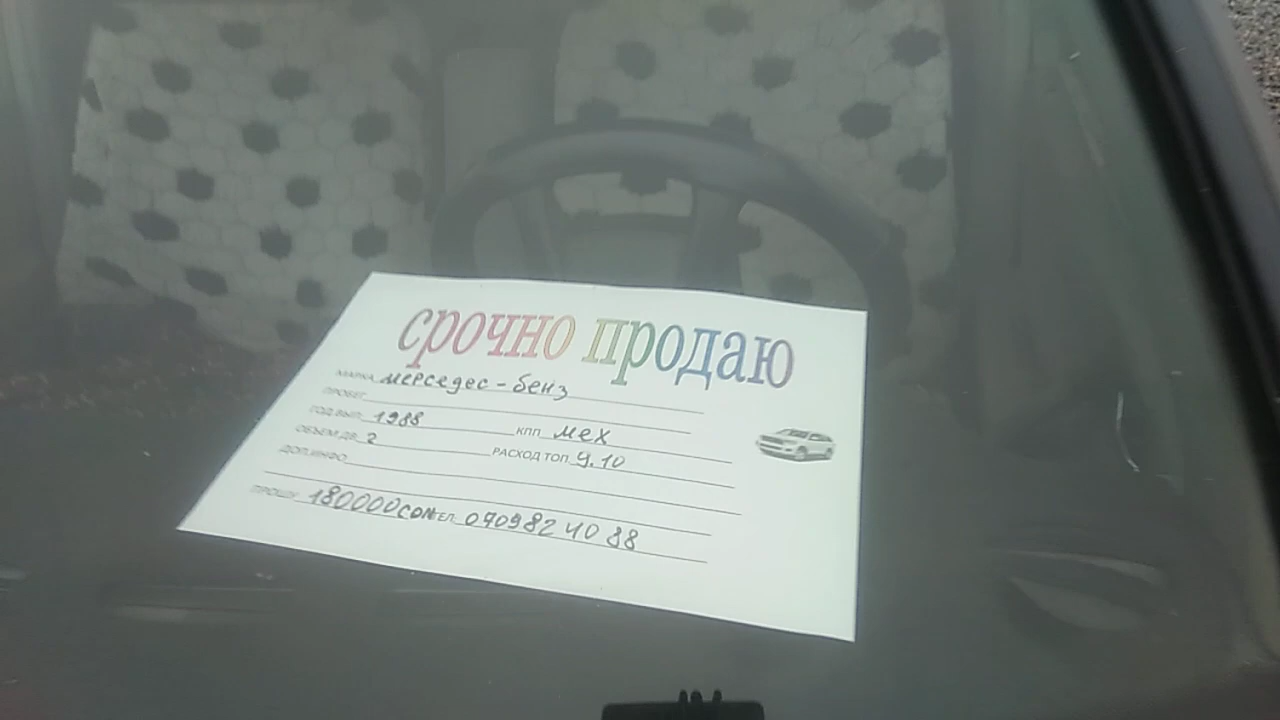 срочно продаю
МАРКА мерседес-бенз
ПРОБЕГ
ГОД ВЫП. 1988 КПП мех
ОБЪЕМ ДВ. 2 РАСХОД ТОП 9.10
ДОП.ИНФО
ПРОШУ 180000 сом ТЕЛ. 0709824088